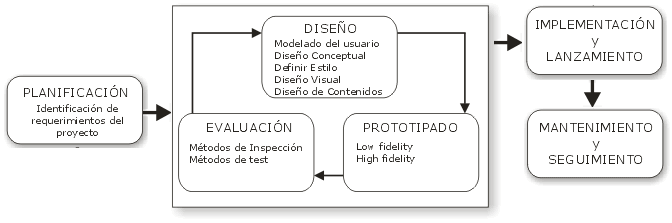 PLANIFICACIÓN
Identificación de
requerimientos del
proyecto
DISEÑO
Modelado del usuario
Diseño Conceptual
Definir Estilo
Diseño Visual
Diseño de Contenidos
EVALUACIÓN
Métodos de Inspección
Métodos de test
PROTOTIPADO
Low fidelity
High fidelity
IMPLEMENTACIÓN
y
LANZAMIENTO
MANTENIMIENTO
y
SEGUIMIENTO